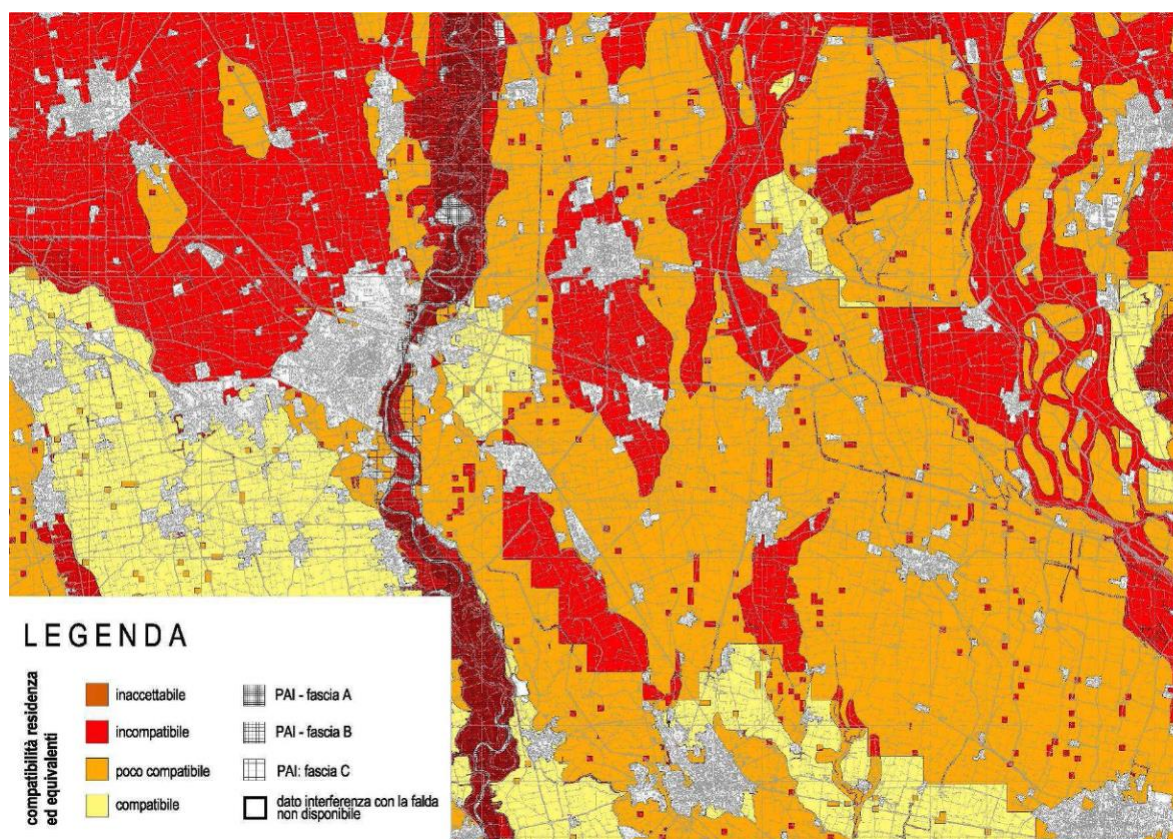 LEGENDA
compatibilità residenza
ed equivalenti
inaccettabile
incompatibile
poco compatibile
compatibile
PAI - fascia A
PAI - fascia B
PAI: fascia C
dato interferenza con la falda
non disponibile